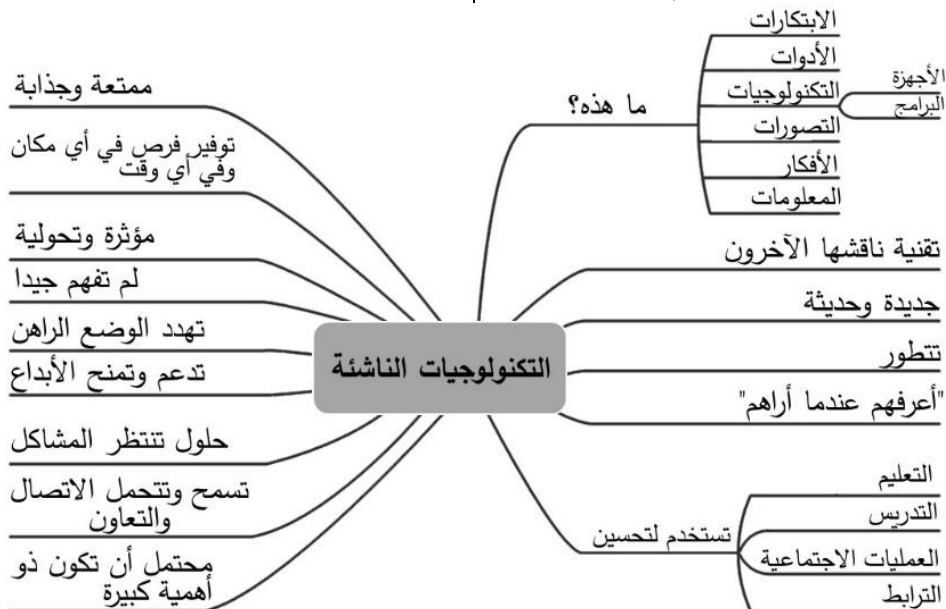 التكنولوجيات الناشئة
ما هذه؟
الابتكارات
الأدوات
التكنولوجيات
الأجهزة
البرامج
التصورات
الأفكار
المعلومات
تقنية ناقشها الآخرون
جديدة وحديثة
تتطور
"أعرفهم عندما أراهم"
تستخدم لتحسين
التعليم
التدريس
العمليات الاجتماعية
الترابط
ممتعة وجذابة
توفير فرص في أي مكان
وفي أي وقت
مؤثرة وتحولية
لم تفهم جيدا
تهدد الوضع الراهن
تدعم وتمنح الأبداع
حلول تنتظر المشاكل
تسمح وتتحمل الاتصال
والتعاون
محتمل أن تكون ذو
أهمية كبيرة